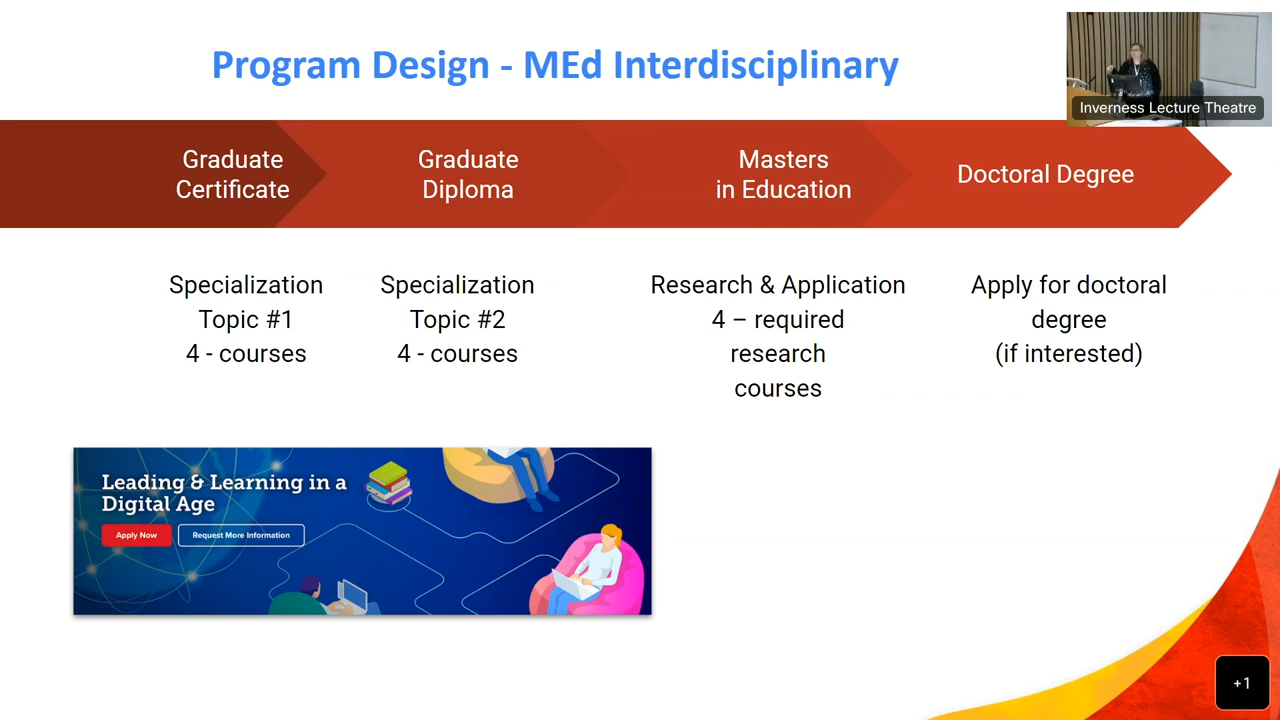 Program Design - MEd Interdisciplinary
Inverness Lecture Theatre
Graduate
Certificate
Graduate
Diploma
Masters
in Education
Doctoral Degree
Specialization
Topic #1
4 - courses
Specialization
Topic #2
4 - courses
Research & Application
4 – required
research
courses
Apply for doctoral
degree
(if interested)
Leading & Learning in a
Digital Age
Apply Now
Request More Information
+1